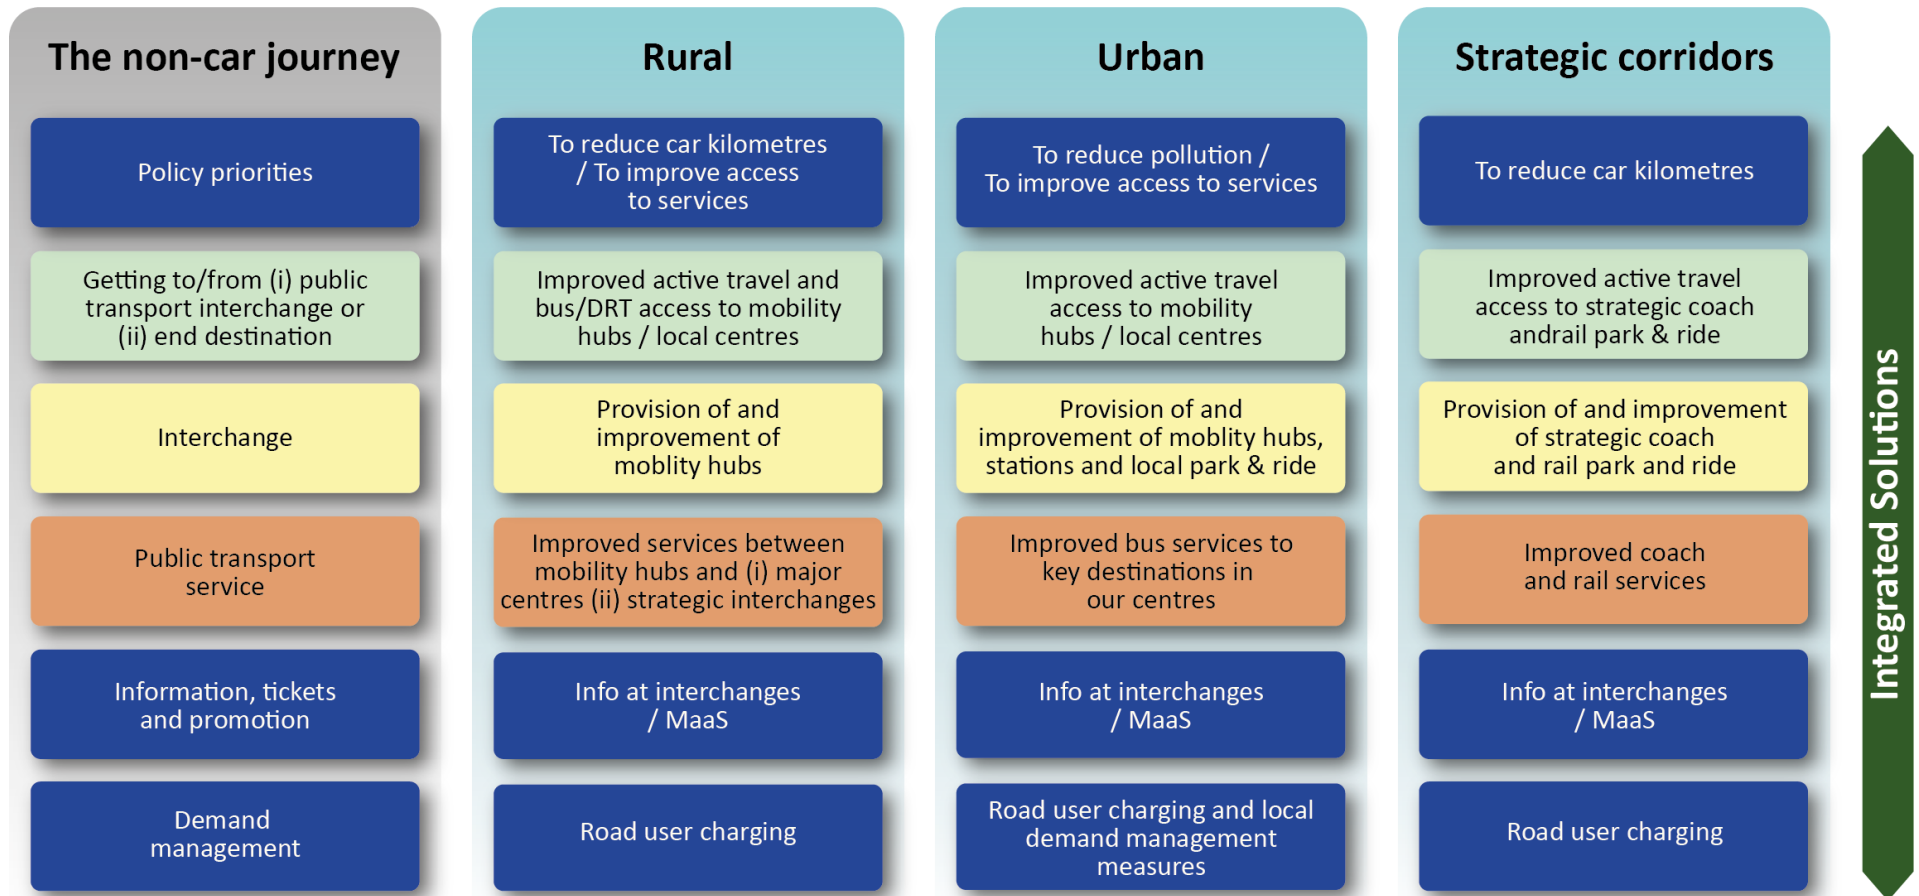 The non-car journey
Policy priorities
Getting to/from (i) public
transport interchange or
(ii) end destination
Interchange
Public transport
service
Information, tickets
and promotion
Demand
management
Rural
To reduce car kilometres
/ To improve access
to services
Improved active travel and
bus/DRT access to mobility
hubs / local centres
Provision of and
improvement of
moblity hubs
Improved services between
mobility hubs and (i) major
centres (ii) strategic interchanges
Info at interchanges
/ MaaS
Road user charging
Urban
To reduce pollution /
To improve access to services
Improved active travel
access to mobility
hubs / local centres
Provision of and
improvement of moblity hubs,
stations and local park & ride
Improved bus services to
key destinations in
our centres
Info at interchanges
/ MaaS
Road user charging and local
demand management
measures
Strategic corridors
To reduce car kilometres
Improved active travel
access to strategic coach
andrail park & ride
Provision of and improvement
of strategic coach
and rail park and ride
Improved coach
and rail services
Info at interchanges
/ MaaS
Road user charging
Integrated Solutions